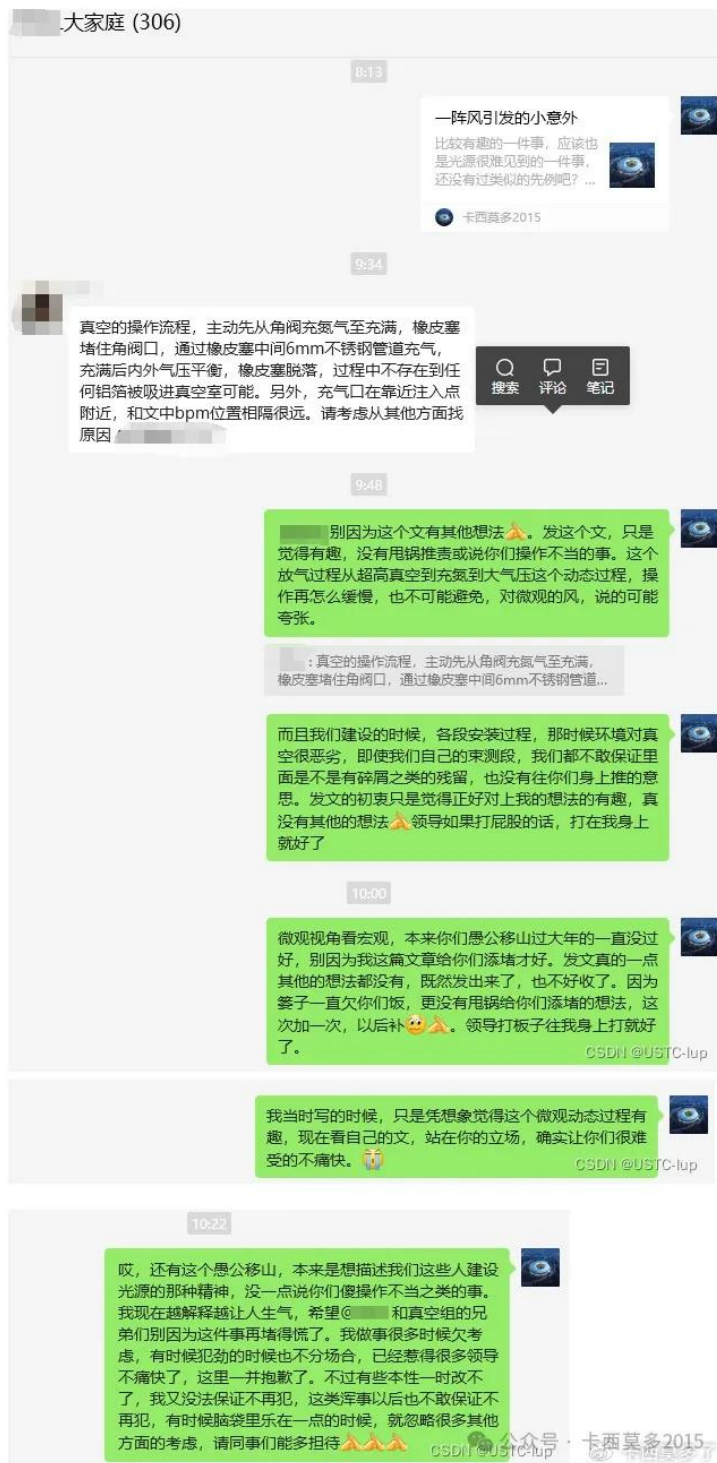 大家庭 (306)
8:13
一阵风引发的小意外
比较有趣的一件事，应该也
是光源很难见到的一件事，
还没有过类似的先例吧？...
卡西莫多2015
9:34
真空的操作流程，主动先从角阀充氮气至充满，橡皮塞
堵住角阀口，通过橡皮塞中间6mm不锈钢管道充气，
充满后内外气压平衡，橡皮塞脱落，过程中不存在到任
何铝箔被吸进真空室可能。另外，充气口在靠近注入点
附近，和文中bpm位置相隔很远。请考虑从其他方面找
原因
搜索 评论 笔记
9:48
别因为这个文有其他想法🙏。发这个文，只是
觉得有趣，没有甩锅推责或说你们操作不当的事。这个
放气过程从超高真空到充氮到大气压这个动态过程，操
作再怎么缓慢，也不可能避免，对微观的风，说的可能
夸张。
: 真空的操作流程，主动先从角阀充氮气至充满，
橡皮塞堵住角阀口，通过橡皮塞中间6mm不锈钢管道...
而且我们建设的时候，各段安装过程，那时候环境对真
空很恶劣，即使我们自己的束测段，我们都不敢保证里
面是不是有碎屑之类的残留，也没有往你们身上推的意
思。发文的初衷只是觉得正好对上我的想法的有趣，真
没有其他的想法🙏领导如果打屁股的话，打在我身上
就好了
10:00
微观视角看宏观，本来你们愚公移山过大年的一直没过
好，别因为我这篇文章给你们添堵才好。发文真的一点
其他的想法都没有，既然发出来了，也不好收了。因为
篓子一直欠你们饭，更没有甩锅给你们添堵的想法，这
次加一次，以后补🤕🙏。领导打板子往我身上打就好
了。
CSDN @USTC-lup
我当时写的时候，只是凭想象觉得这个微观动态过程有
趣，现在看自己的文，站在你的立场，确实让你们很难
受的不痛快。😭
CSDN @USTC-lup
10:22
哎，还有这个愚公移山，本来是想描述我们这些人建设
光源的那种精神，没一点说你们傻操作不当之类的事。
我现在越解释越让人生气，希望@ 和真空组的兄
弟们别因为这件事再堵得慌了。我做事很多时候欠考
虑，有时候犯劲的时候也不分场合，已经惹得很多领导
不痛快了，这里一并抱歉了。不过有些本性一时改不
了，我又没法保证不再犯，这类浑事以后也不敢保证不
再犯，有时候脑袋里乐在一点的时候，就忽略很多其他
方面的考虑，请同事们能多担待🙏🙏🙏
公众号 · 卡西莫多2015
CSDN @USTC-lup